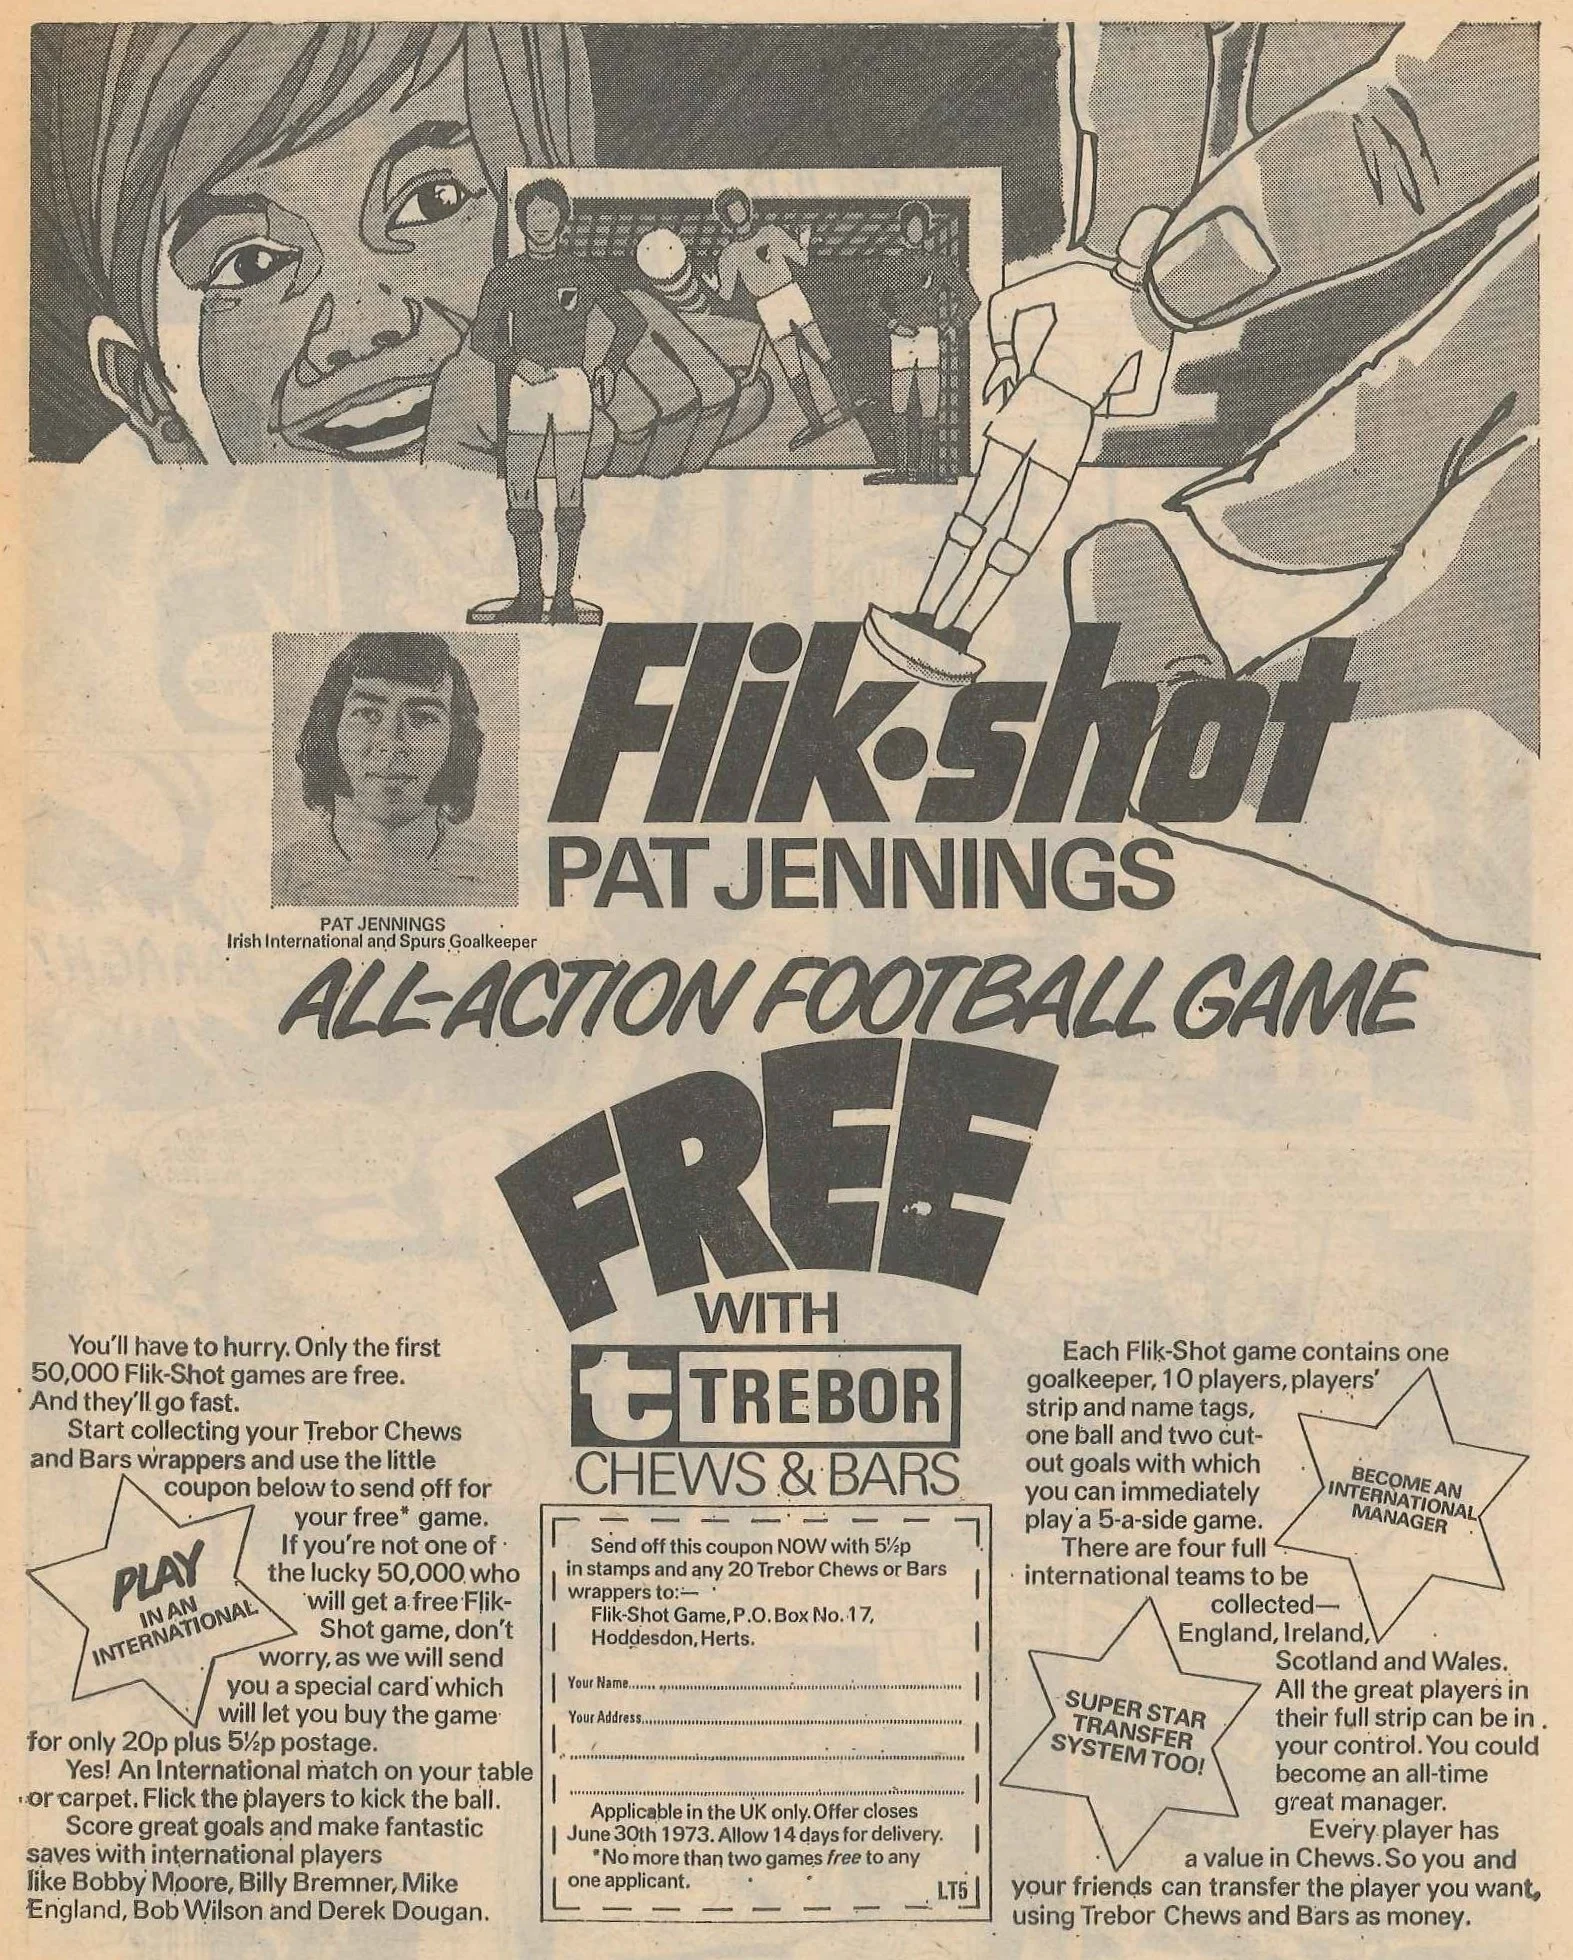 Flik·shot
PAT JENNINGS
PAT JENNINGS
Irish International and Spurs Goalkeeper
ALL-ACTION FOOTBALL GAME
FREE
WITH
t TREBOR
CHEWS & BARS
You'll have to hurry. Only the first
50,000 Flik-Shot games are free.
And they'll go fast.
Start collecting your Trebor Chews
and Bars wrappers and use the little
coupon below to send off for
your free* game.
If you're not one of
the lucky 50,000 who
will get a free Flik-
Shot game, don't
worry, as we will send
you a special card which
will let you buy the game
for only 20p plus 5½p postage.
Yes! An International match on your table
or carpet. Flick the players to kick the ball.
Score great goals and make fantastic
saves with international players
like Bobby Moore, Billy Bremner, Mike
England, Bob Wilson and Derek Dougan.
PLAY
IN AN
INTERNATIONAL
Send off this coupon NOW with 5½p
in stamps and any 20 Trebor Chews or Bars
wrappers to:—
Flik-Shot Game, P.O. Box No. 17,
Hoddesdon, Herts.
Your Name
Your Address
Applicable in the UK only. Offer closes
June 30th 1973. Allow 14 days for delivery.
*No more than two games free to any
one applicant.
LT5
Each Flik-Shot game contains one
goalkeeper, 10 players, players'
strip and name tags,
one ball and two cut-
out goals with which
you can immediately
play a 5-a-side game.
There are four full
international teams to be
collected—
England, Ireland,
Scotland and Wales.
All the great players in
their full strip can be in
your control. You could
become an all-time
great manager.
Every player has
a value in Chews. So you and
your friends can transfer the player you want,
using Trebor Chews and Bars as money.
BECOME AN
INTERNATIONAL
MANAGER
SUPER STAR
TRANSFER
SYSTEM TOO!